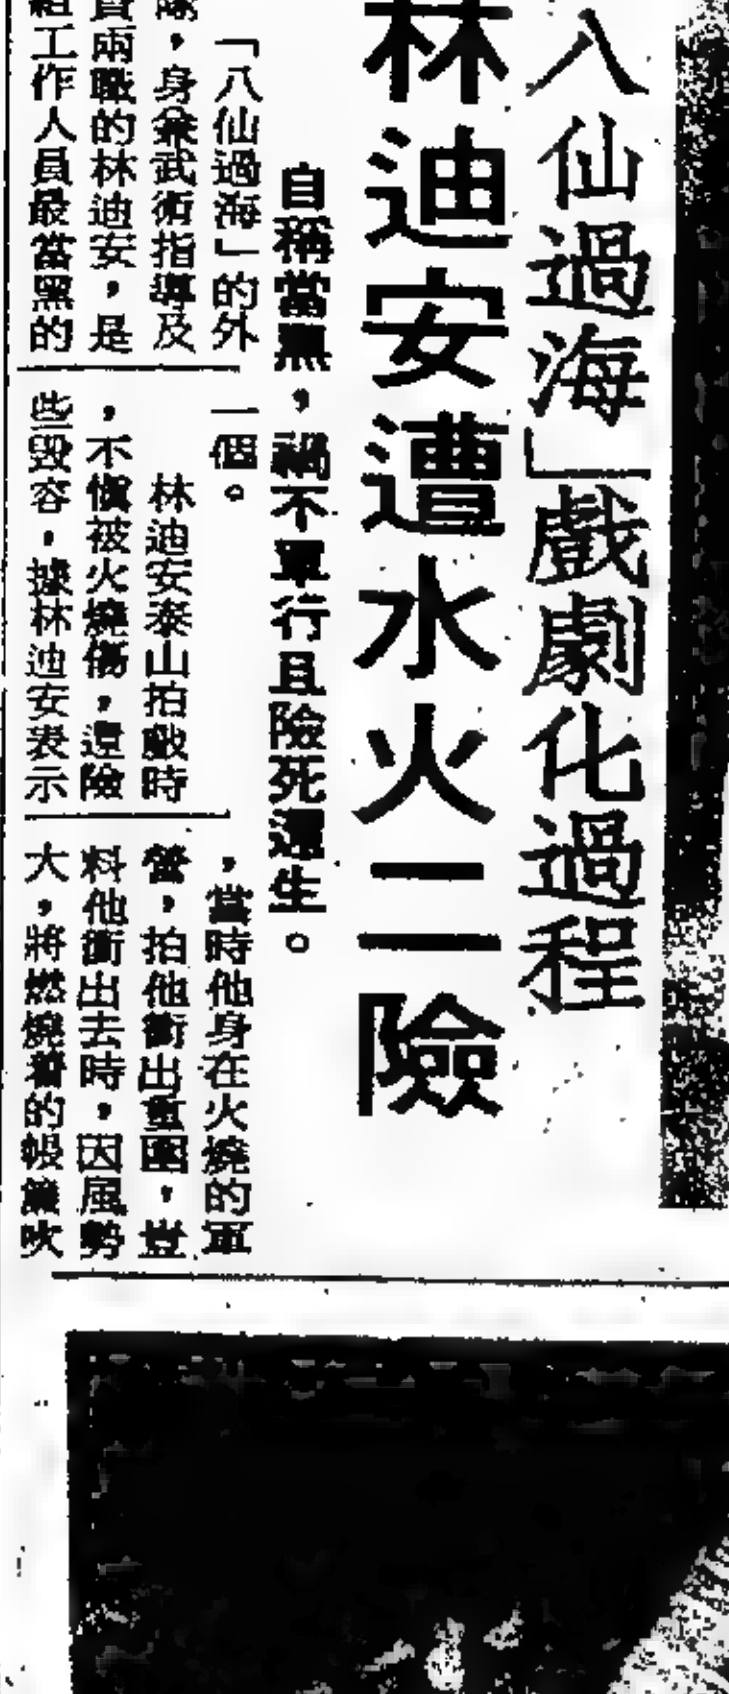 八仙過海」戲劇化過程
林迪安遭水火二險
自稱當黑，禍不單行且險死還生。
「八仙過海」的外
隊，身兼武術指導及
資兩職的林迪安，是
組工作人員最當黑的
一個。
林迪安泰山拍戲時
，不慎被火燒傷，還險
些毀容，據林迪安表示
，當時他身在火燒的軍
營，拍他衝出重圍，豈
料他衝出去時，因風勢
大，將燃燒着的帳篷吹